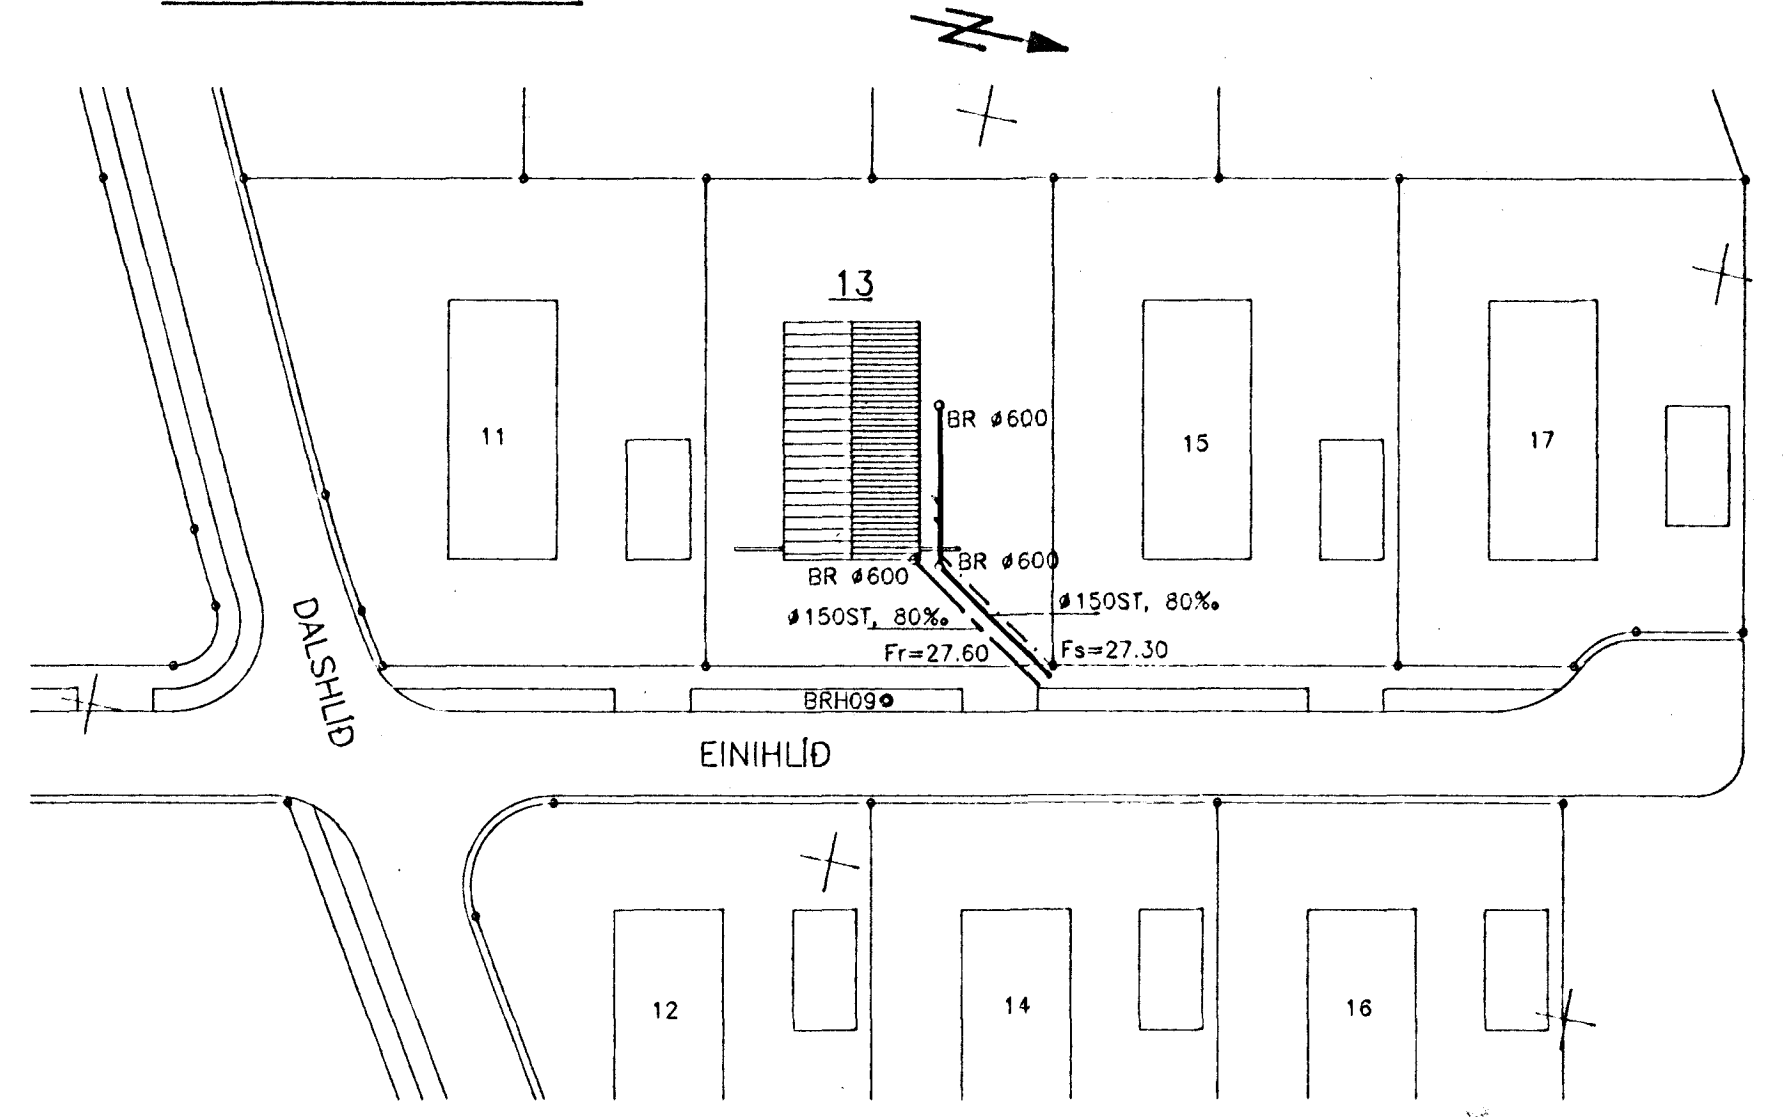 N
13
BR ø600
11
15
17
BR ø600
BR ø600
ø150ST, 80‰
ø150ST, 80‰
Fr=27.60
Fs=27.30
DALSHLÍÐ
BRH09
EINIHLÍÐ
12
14
16